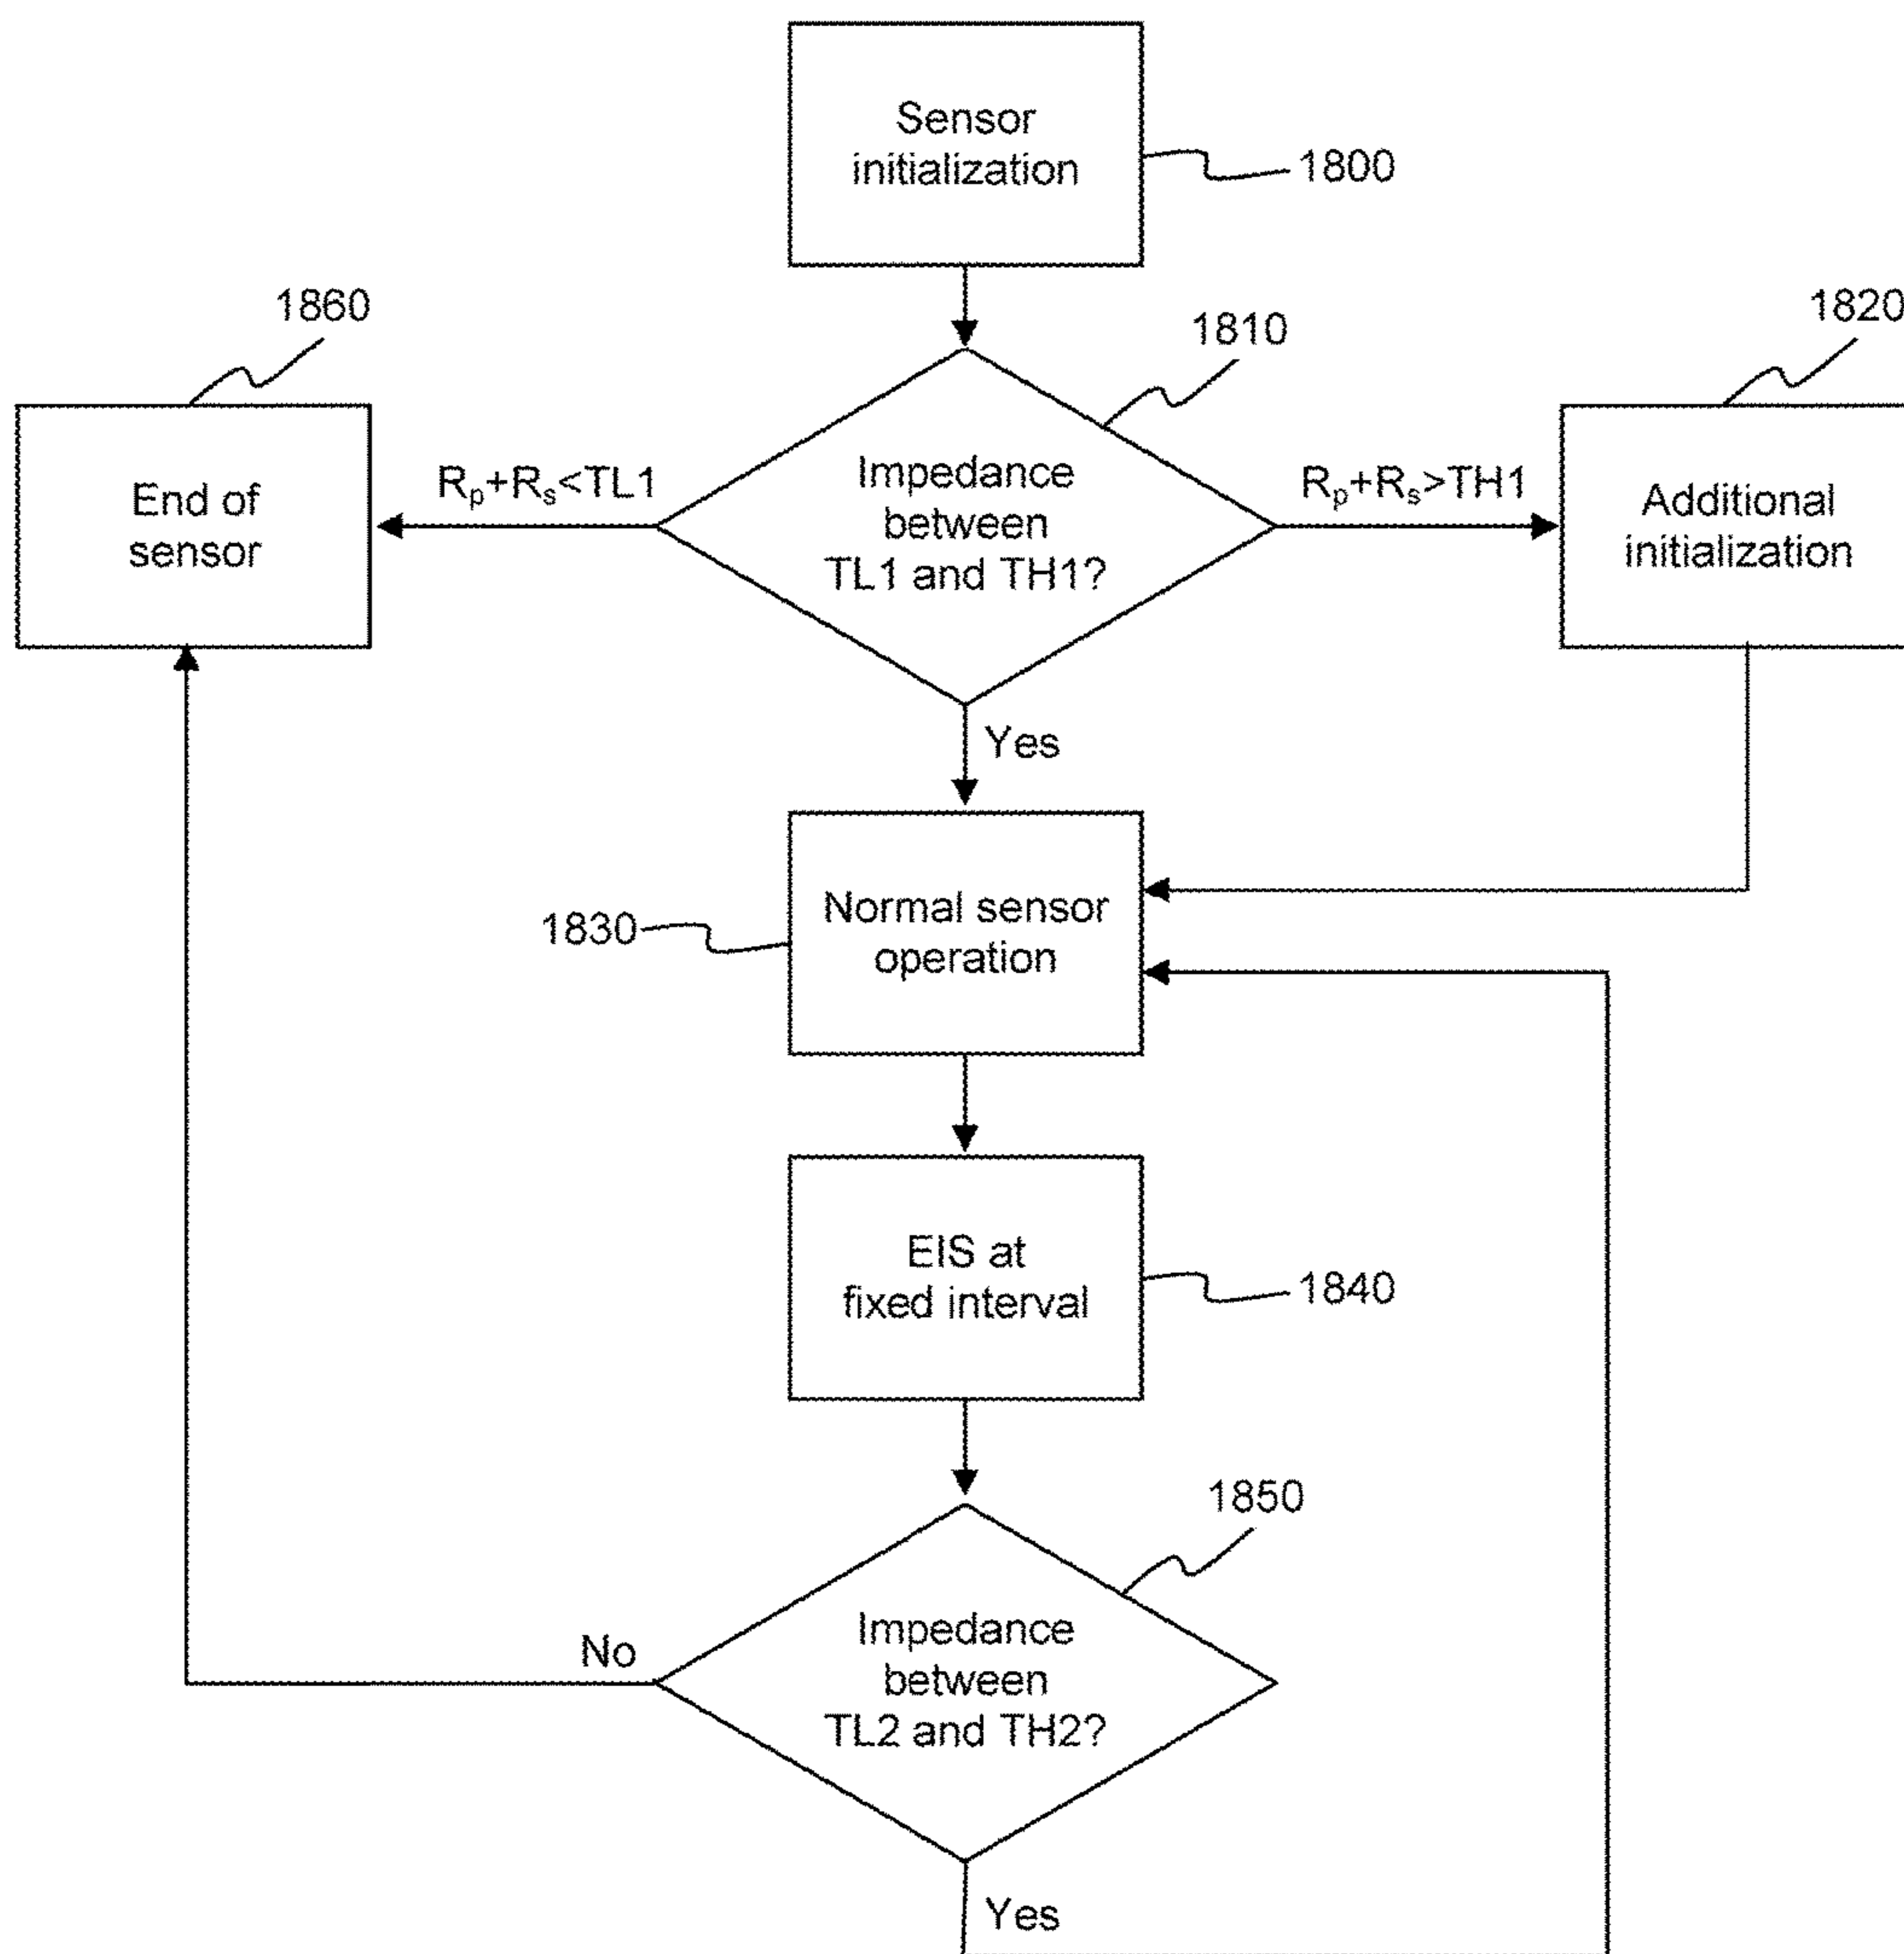 Sensor
initialization
1800
1860
1810
1820
End of
sensor
Rₚ+Rₛ<TL1
Impedance
between
TL1 and TH1?
Rₚ+Rₛ>TH1
Additional
initialization
Yes
1830
Normal sensor
operation
EIS at
fixed interval
1840
1850
No
Impedance
between
TL2 and TH2?
Yes